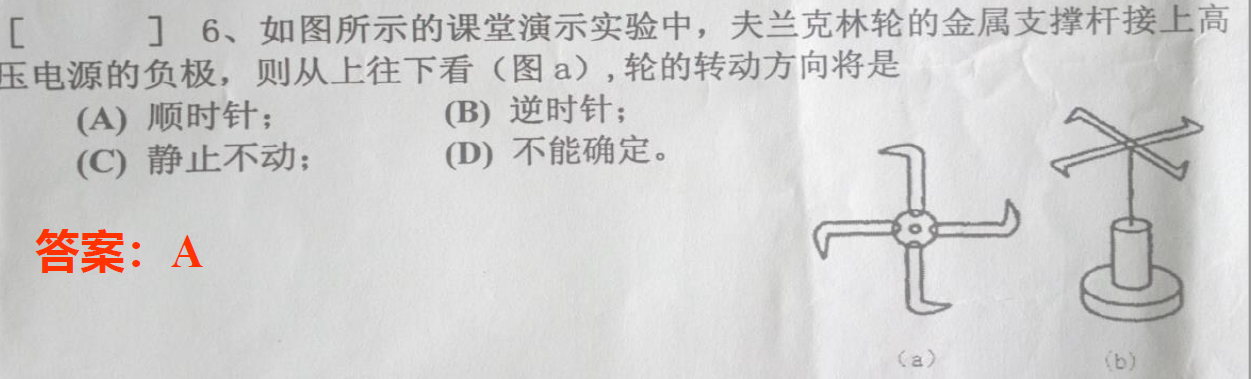 [ ] 6、如图所示的课堂演示实验中，夫兰克林轮的金属支撑杆接上高
压电源的负极，则从上往下看（图 a）,轮的转动方向将是
(A) 顺时针； (B) 逆时针；
(C) 静止不动； (D) 不能确定。
答案：A
(a) (b)